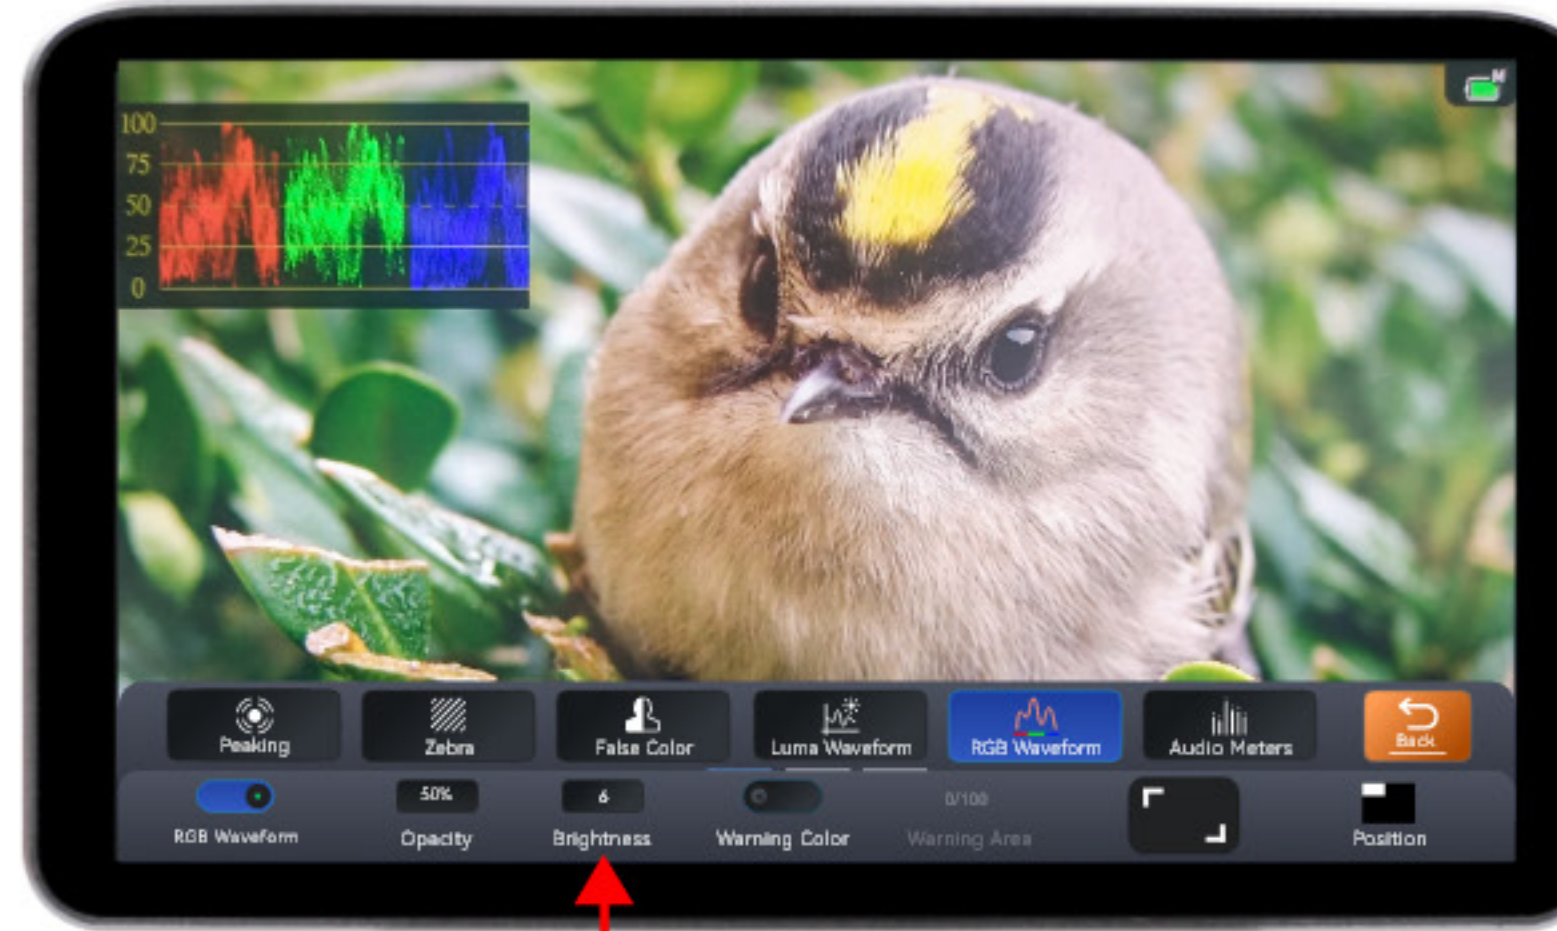 M
100
75
50
25
0
Peaking
Zebra
False Color
Luma Waveform
RGB Waveform
Audio Meters
Back
50%
6
0/100
RGB Waveform
Opacity
Brightness
Warning Color
Warning Area
Position